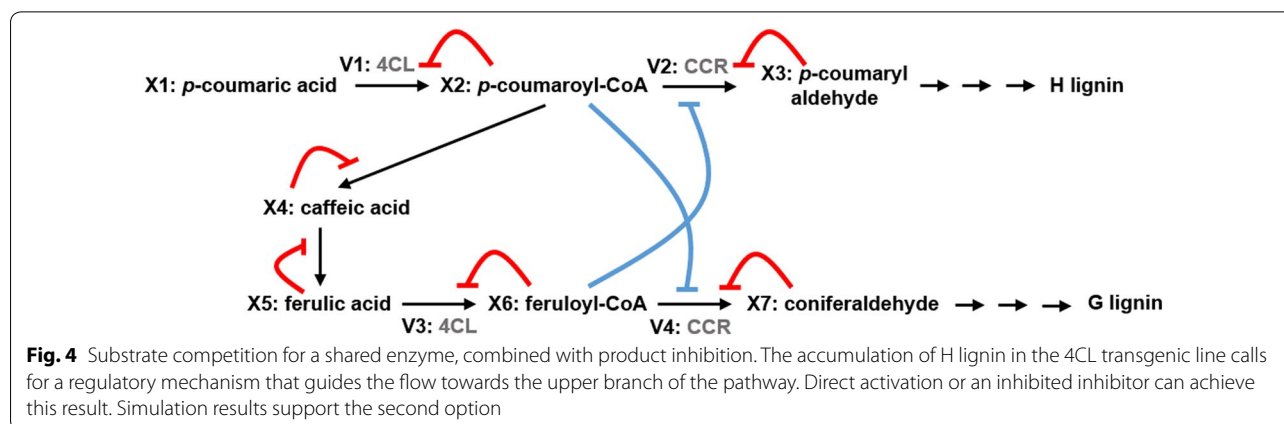 V1: 4CL
V2: CCR
X1: p-coumaric acid
X2: p-coumaroyl-CoA
X3: p-coumaryl
aldehyde
H lignin
X4: caffeic acid
X5: ferulic acid
X6: feruloyl-CoA
X7: coniferaldehyde
G lignin
V3: 4CL
V4: CCR
Fig. 4 Substrate competition for a shared enzyme, combined with product inhibition. The accumulation of H lignin in the 4CL transgenic line calls
for a regulatory mechanism that guides the flow towards the upper branch of the pathway. Direct activation or an inhibited inhibitor can achieve
this result. Simulation results support the second option